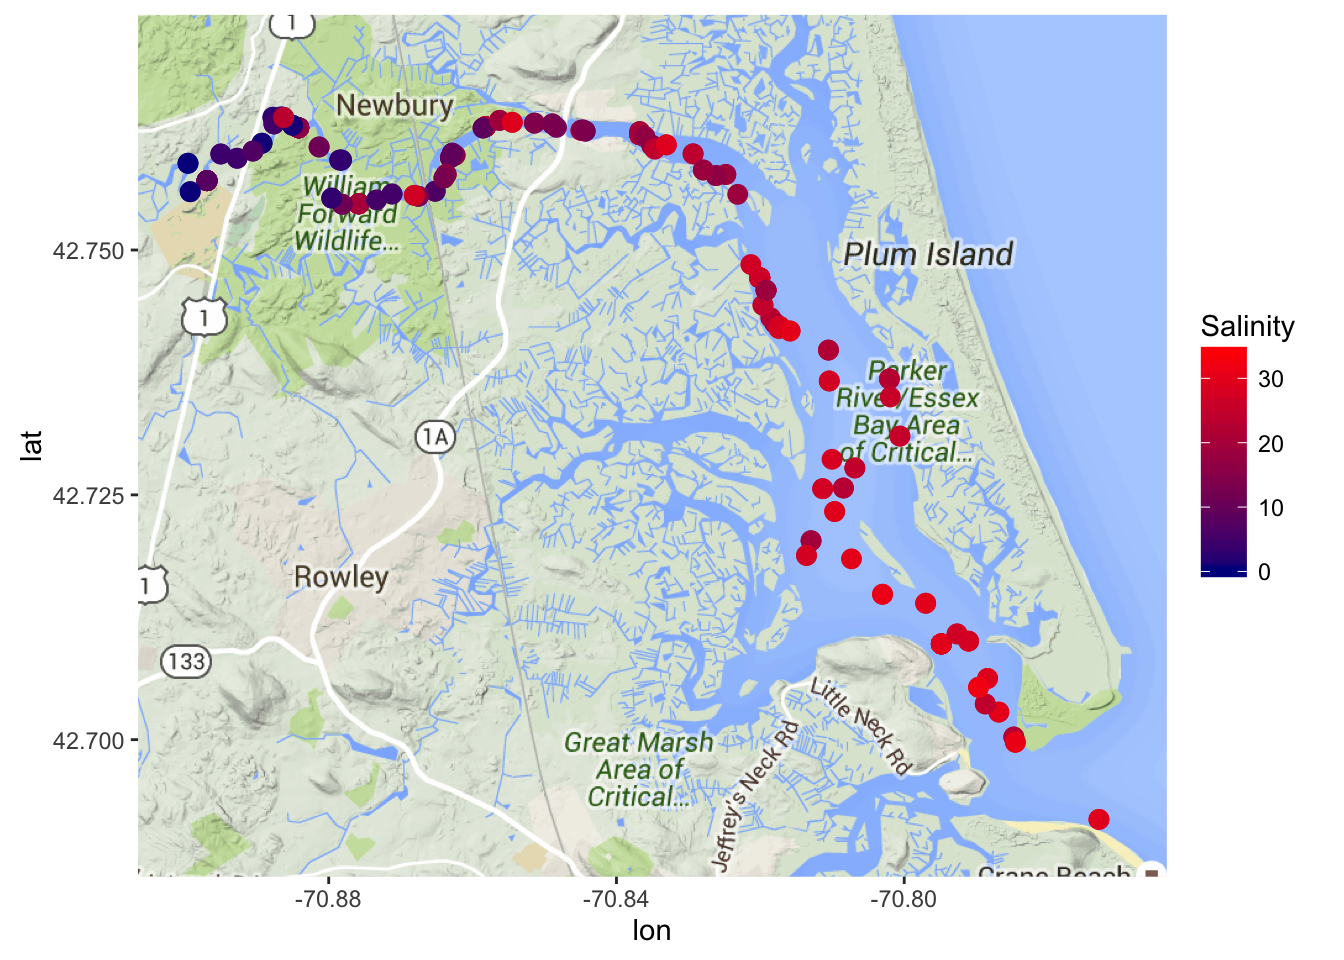 1
Newbury
William
Forward
Wildlife...
Plum Island
42.750
1
Salinity
30
20
10
0
Parker
River/Essex
Bay Area
of Critical...
1A
lat
42.725
Rowley
1
133
Little Neck Rd
Jeffrey's Neck Rd
42.700
Great Marsh
Area of
Critical...
Crane Beach
-70.88
-70.84
-70.80
lon